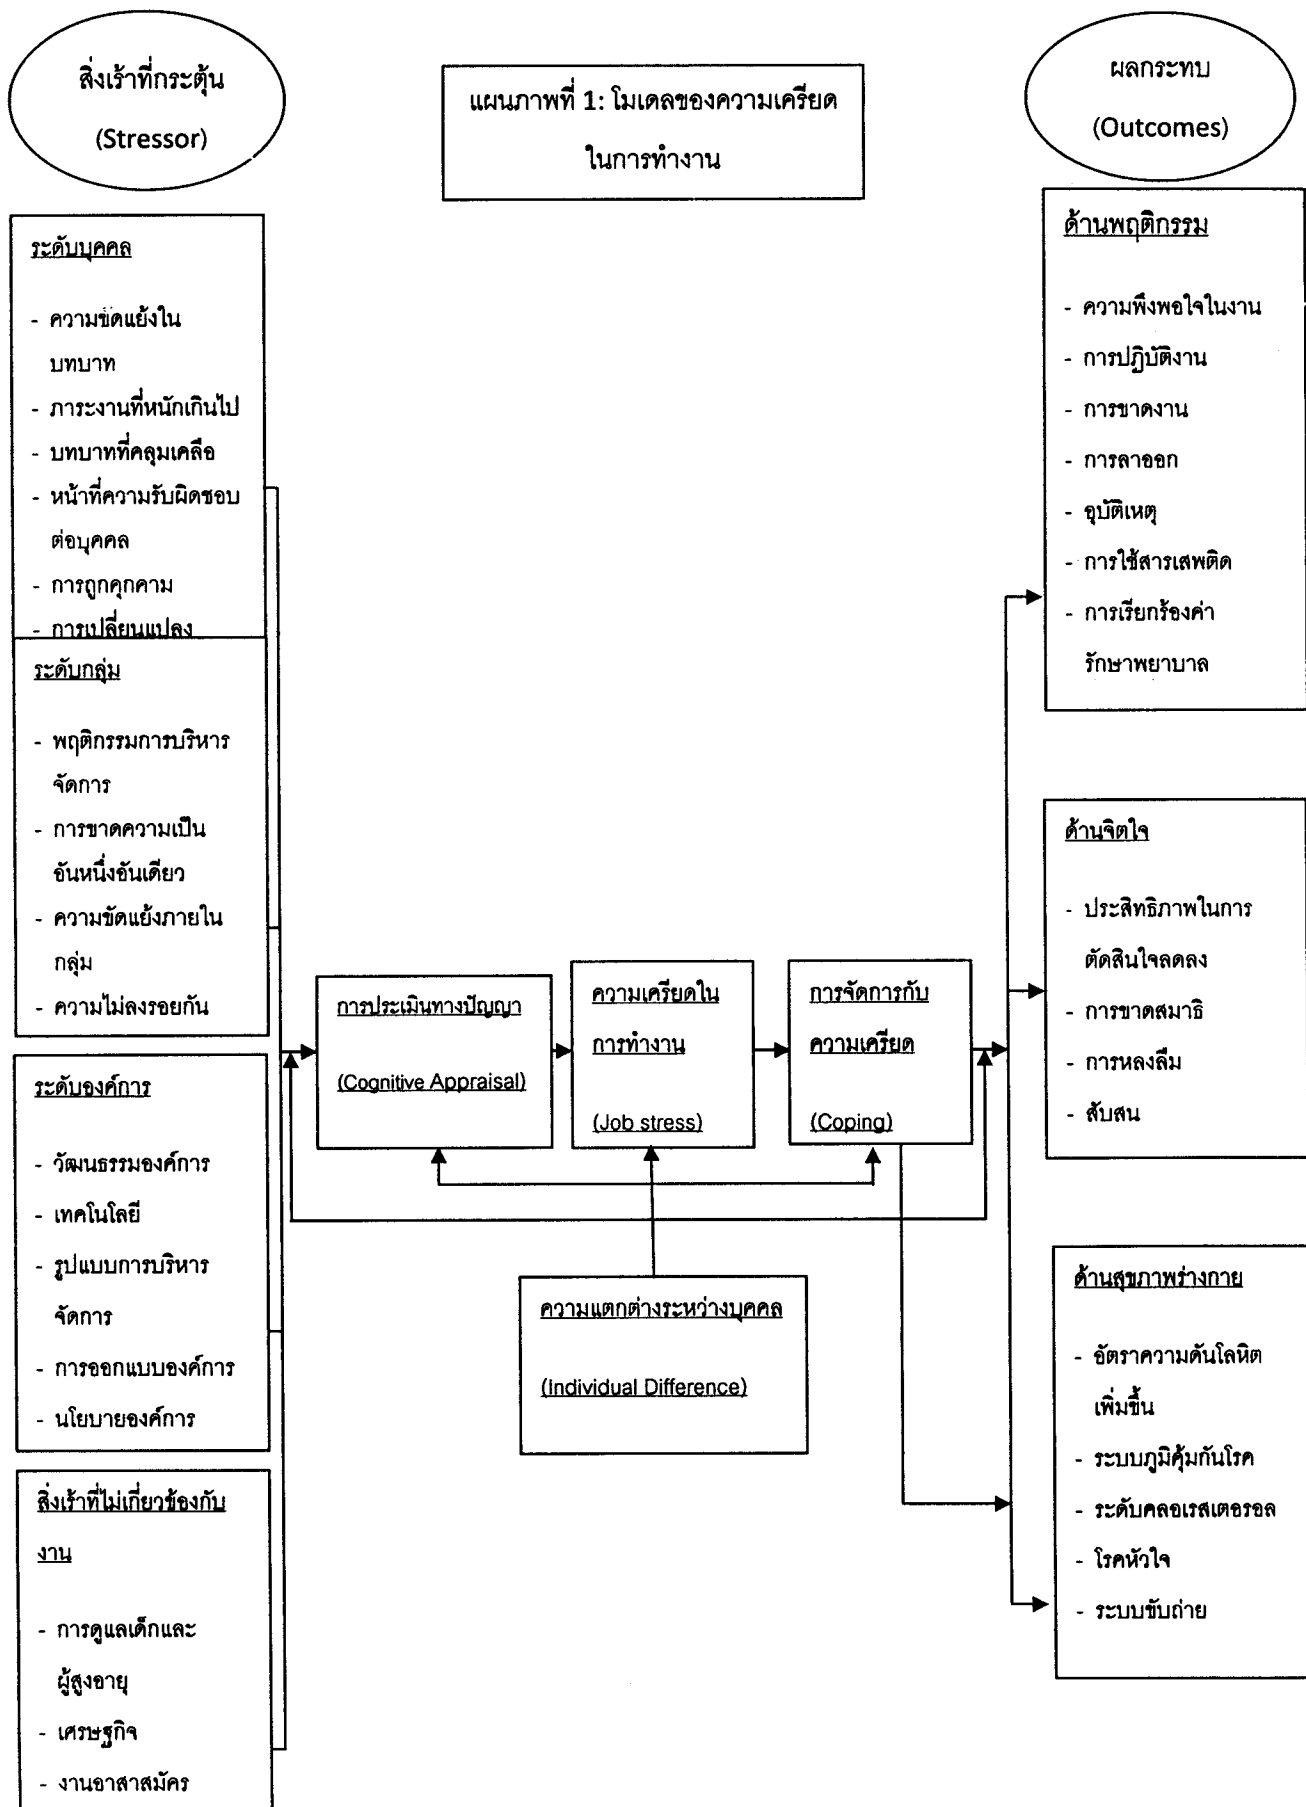 สิ่งเร้าที่กระตุ้น
(Stressor)
แผนภาพที่ 1: โมเดลของความเครียด
ในการทำงาน
ผลกระทบ
(Outcomes)
ระดับบุคคล
- ความขัดแย้งใน
บทบาท
- ภาระงานที่หนักเกินไป
- บทบาทที่คลุมเคลือ
- หน้าที่ความรับผิดชอบ
ต่อบุคคล
- การถูกคุกคาม
- การเปลี่ยนแปลง
ระดับกลุ่ม
- พฤติกรรมการบริหาร
จัดการ
- การขาดความเป็น
อันหนึ่งอันเดียว
- ความขัดแย้งภายใน
กลุ่ม
- ความไม่ลงรอยกัน
ระดับองค์การ
- วัฒนธรรมองค์การ
- เทคโนโลยี
- รูปแบบการบริหาร
จัดการ
- การออกแบบองค์การ
- นโยบายองค์การ
สิ่งเร้าที่ไม่เกี่ยวข้องกับ
งาน
- การดูแลเด็กและ
ผู้สูงอายุ
- เศรษฐกิจ
- งานอาสาสมัคร
การประเมินทางปัญญา
(Cognitive Appraisal)
ความเครียดใน
การทำงาน
(Job stress)
การจัดการกับ
ความเครียด
(Coping)
ความแตกต่างระหว่างบุคคล
(Individual Difference)
ด้านพฤติกรรม
- ความพึงพอใจในงาน
- การปฏิบัติงาน
- การขาดงาน
- การลาออก
- อุบัติเหตุ
- การใช้สารเสพติด
- การเรียกร้องค่า
รักษาพยาบาล
ด้านจิตใจ
- ประสิทธิภาพในการ
ตัดสินใจลดลง
- การขาดสมาธิ
- การหลงลืม
- สับสน
ด้านสุขภาพร่างกาย
- อัตราความดันโลหิต
เพิ่มขึ้น
- ระบบภูมิคุ้มกันโรค
- ระดับคลอเรสเตอรอล
- โรคหัวใจ
- ระบบขับถ่าย